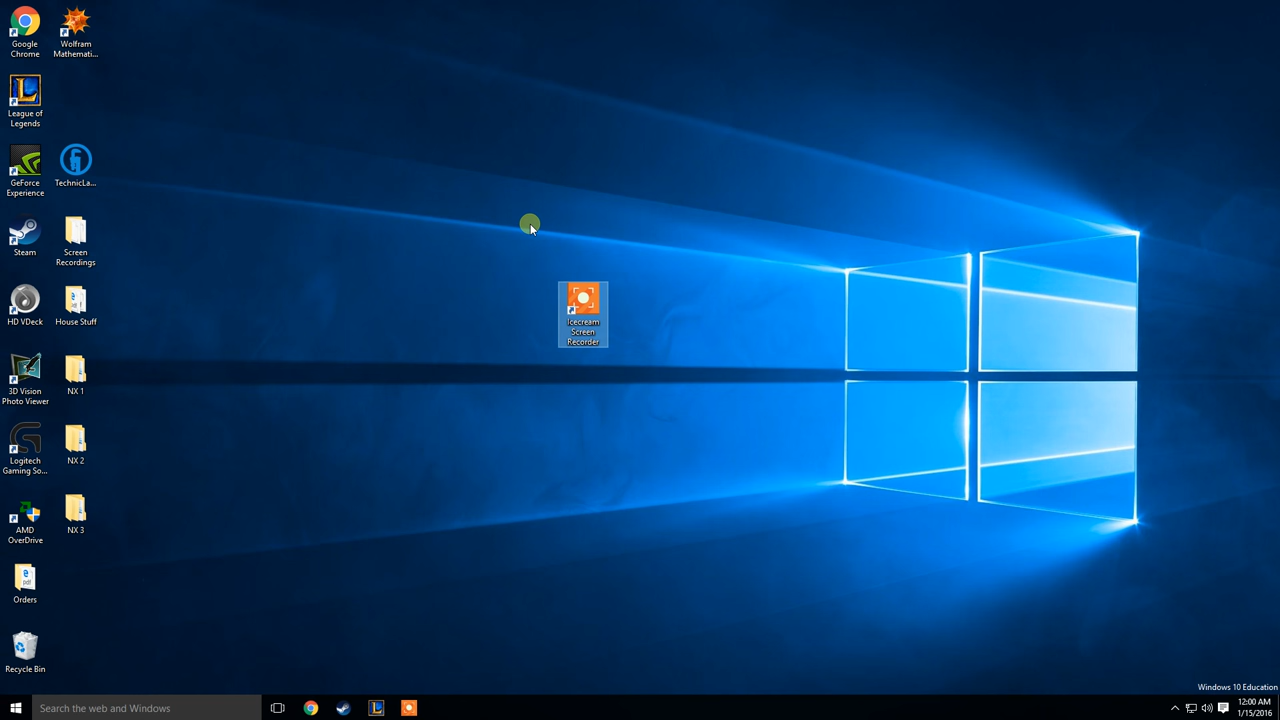 Google
Chrome
Wolfram
Mathemati...
League of
Legends
GeForce
Experience
TechnicLa...
Steam
Screen
Recordings
HD VDeck
House Stuff
3D Vision
Photo Viewer
NX 1
Logitech
Gaming So...
NX 2
AMD
OverDrive
NX 3
pdf
Orders
Recycle Bin
Icecream
Screen
Recorder
Windows 10 Education
Search the web and Windows
12:00 AM
1/15/2016